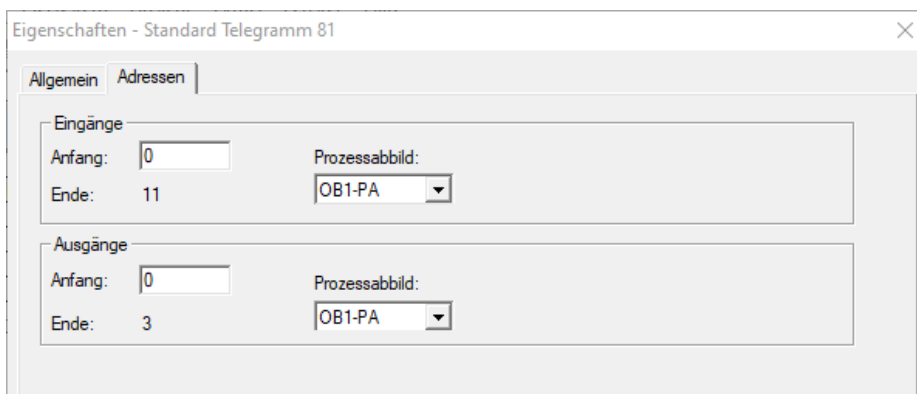 Eigenschaften - Standard Telegramm 81
Allgemein Adressen
Eingänge
Anfang: 0 Prozessabbild:
Ende: 11 OB1-PA
Ausgänge
Anfang: 0 Prozessabbild:
Ende: 3 OB1-PA